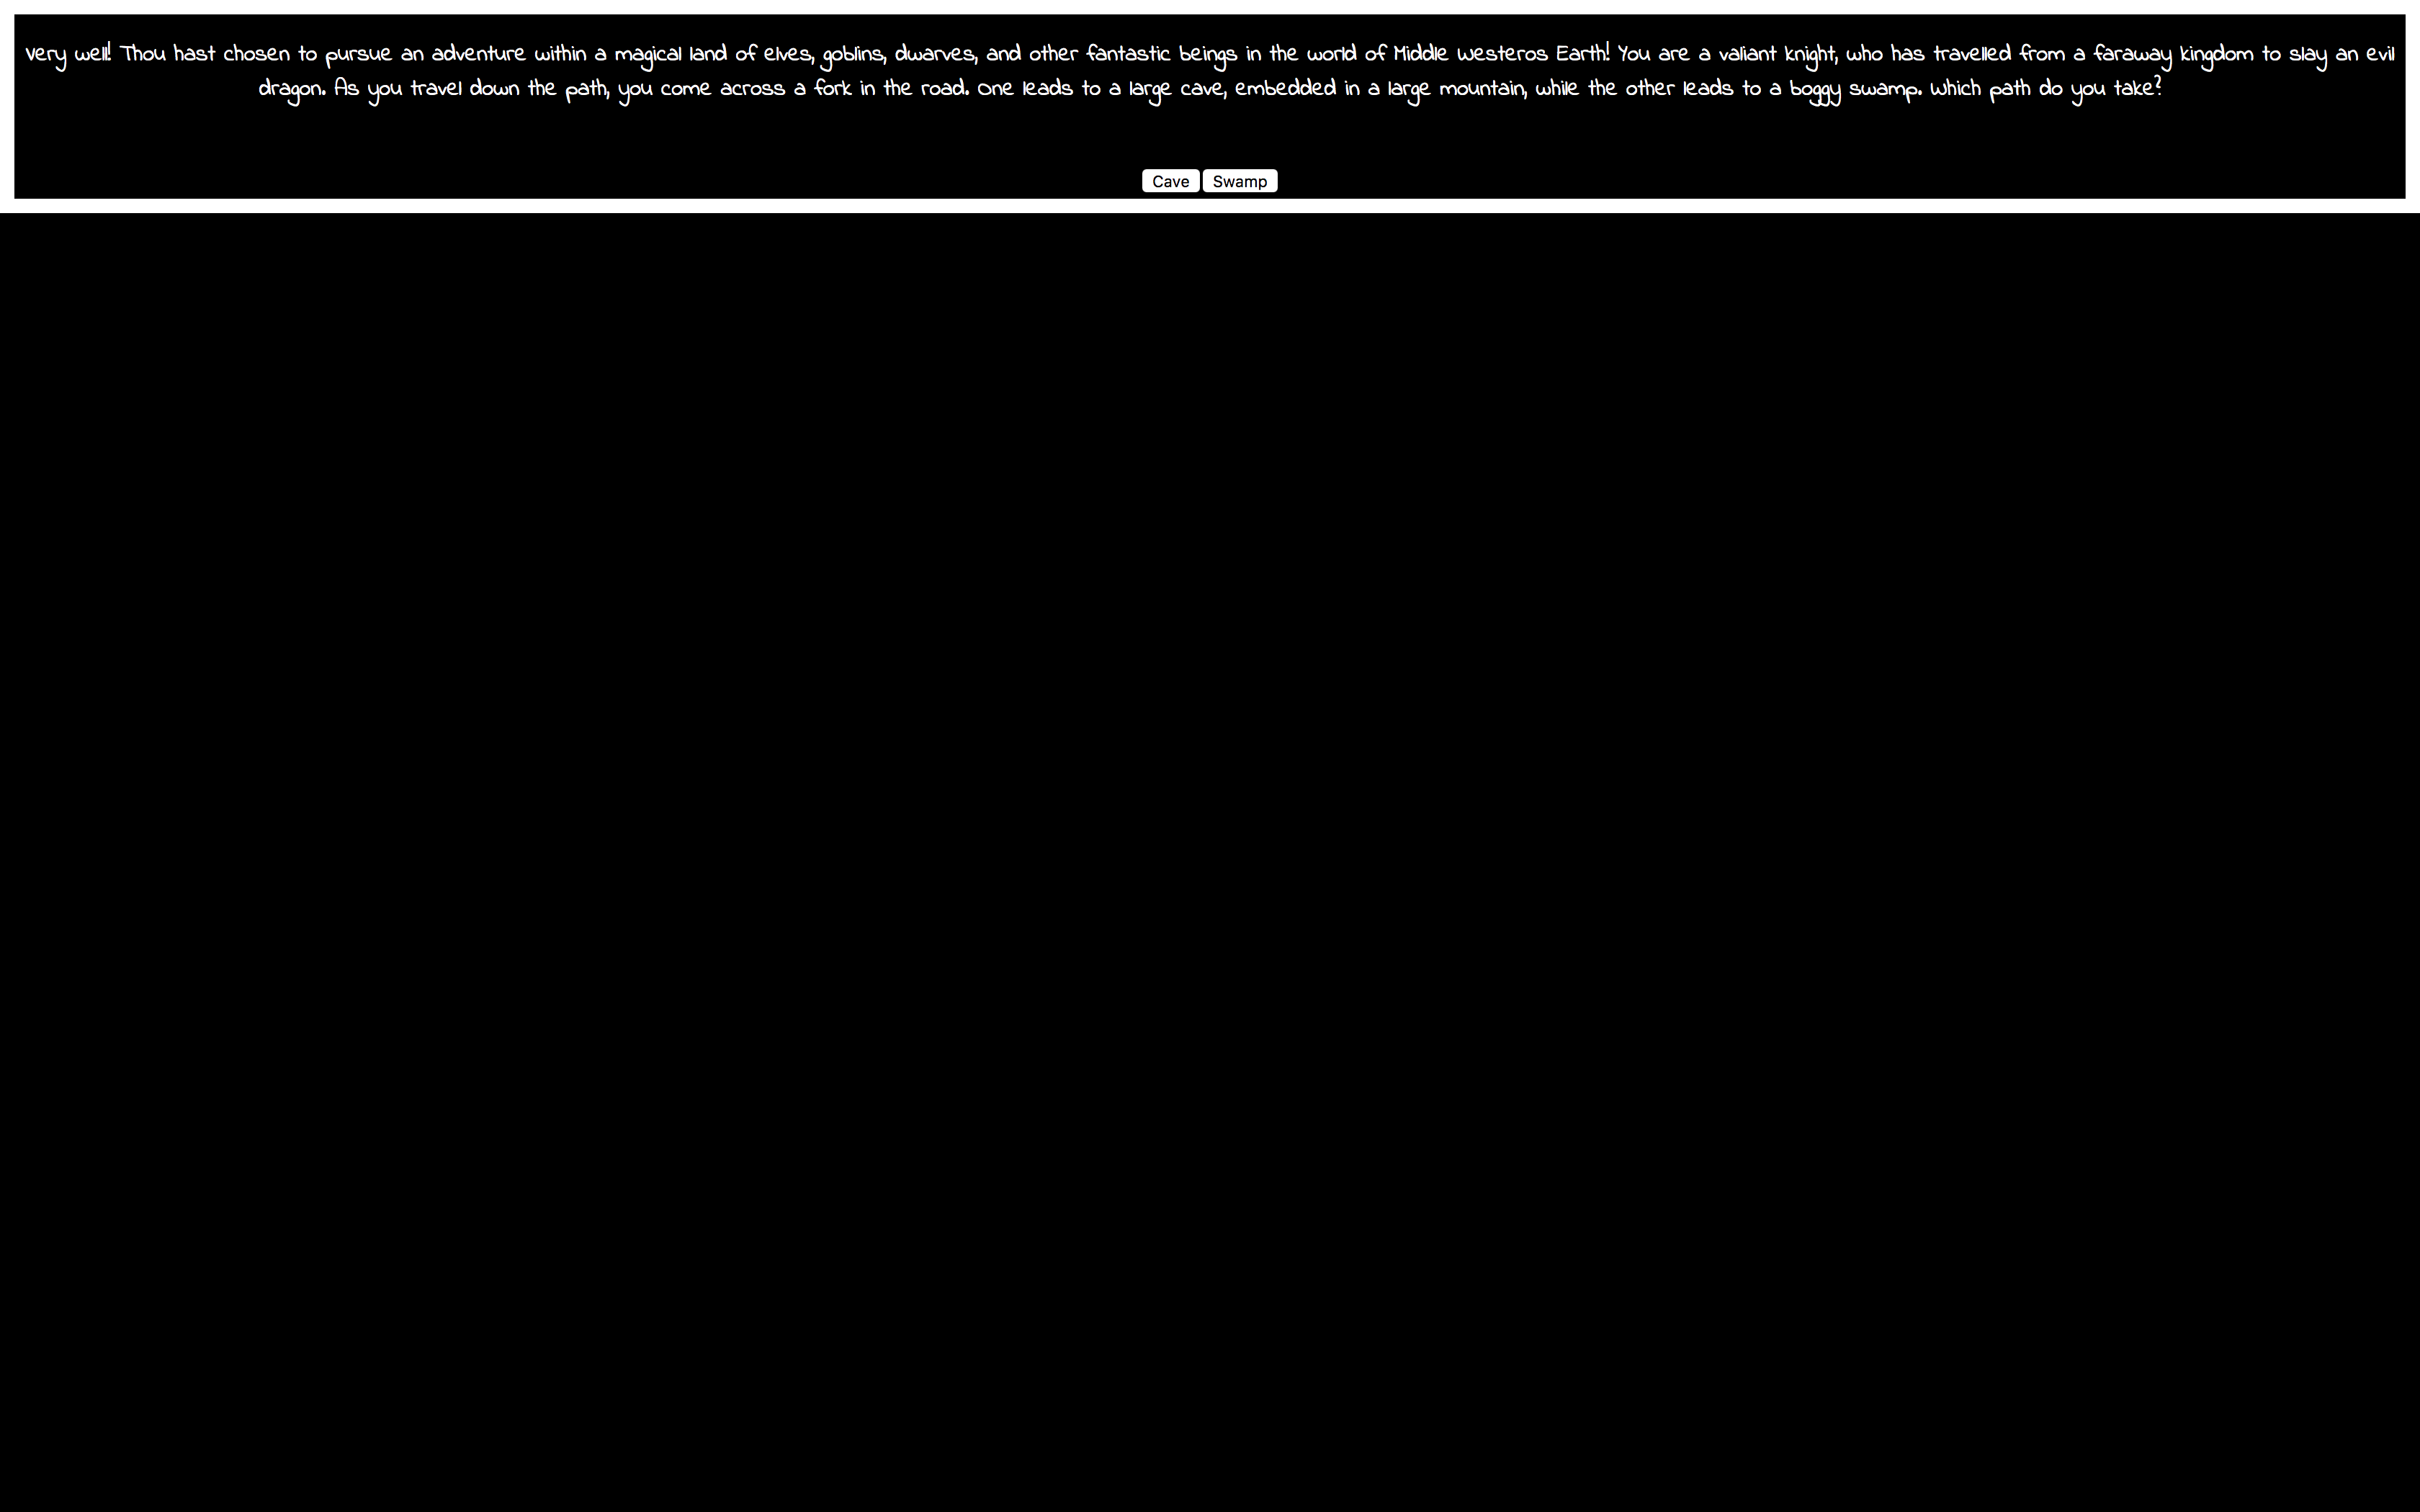 Very well! Thou hast chosen to pursue an adventure within a magical land of elves, goblins, dwarves, and other fantastic beings in the world of Middle Westeros Earth! You are a valiant knight, who has travelled from a faraway kingdom to slay an evil
dragon. As you travel down the path, you come across a fork in the road. One leads to a large cave, embedded in a large mountain, while the other leads to a boggy swamp. Which path do you take?
Cave Swamp